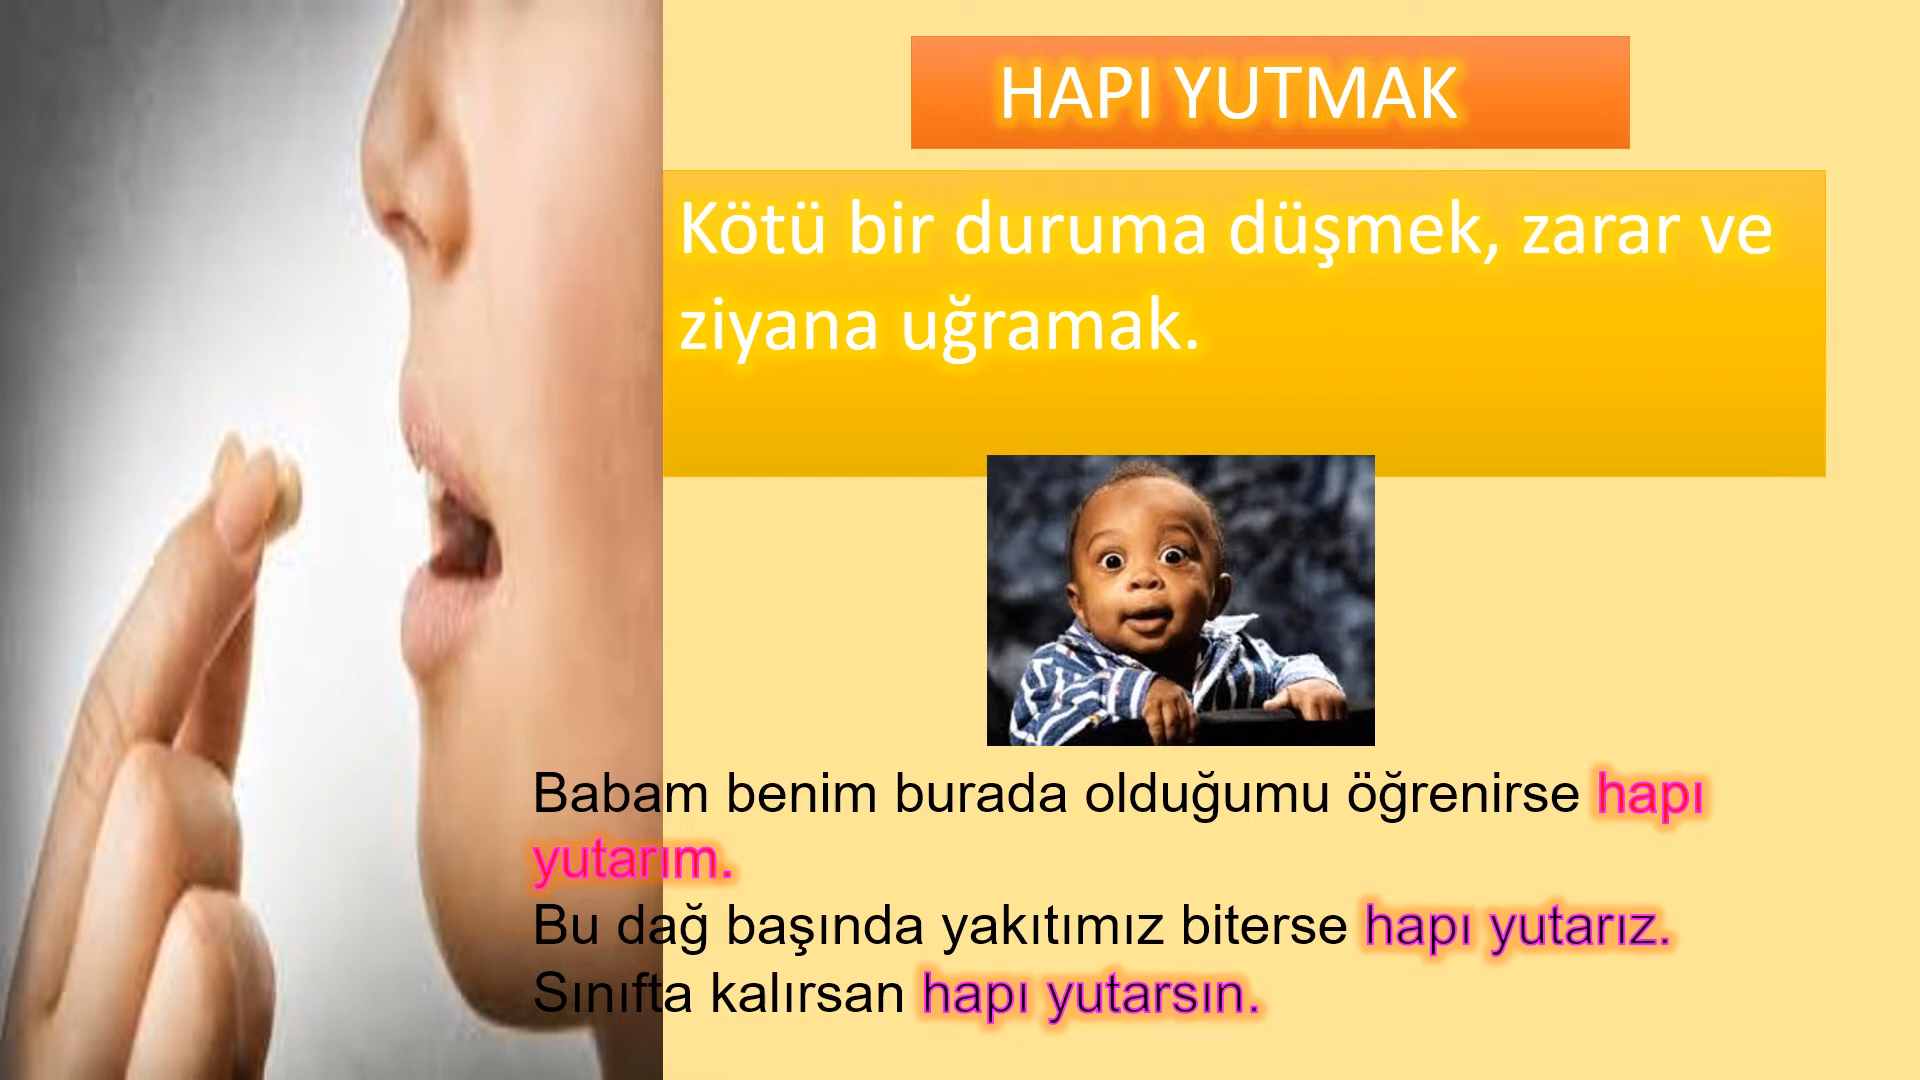 HAPI YUTMAK
Kötü bir duruma düşmek, zarar ve
ziyana uğramak.
Babam benim burada olduğumu öğrenirse hapı
yutarım.
Bu dağ başında yakıtımız biterse hapı yutarız.
Sınıfta kalırsan hapı yutarsın.